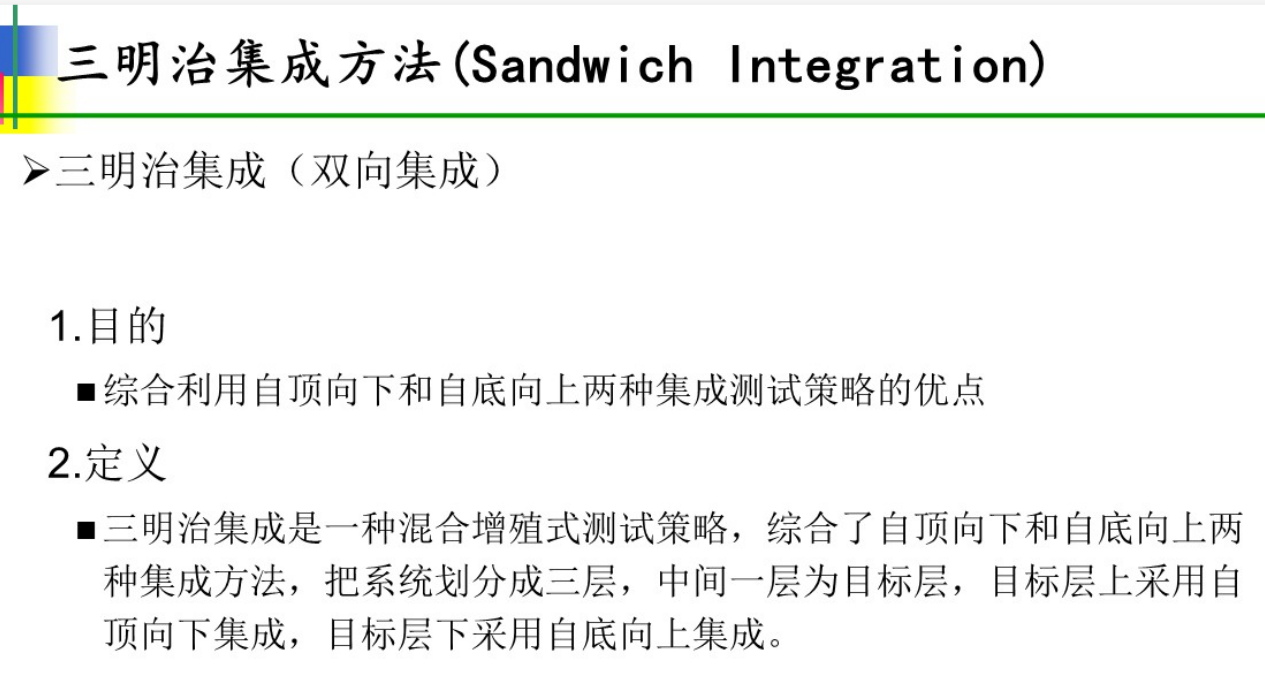 三明治集成方法(Sandwich Integration)
➢三明治集成（双向集成）
1.目的
■综合利用自顶向下和自底向上两种集成测试策略的优点
2.定义
■三明治集成是一种混合增殖式测试策略，综合了自顶向下和自底向上两
种集成方法，把系统划分成三层，中间一层为目标层，目标层上采用自
顶向下集成，目标层下采用自底向上集成。